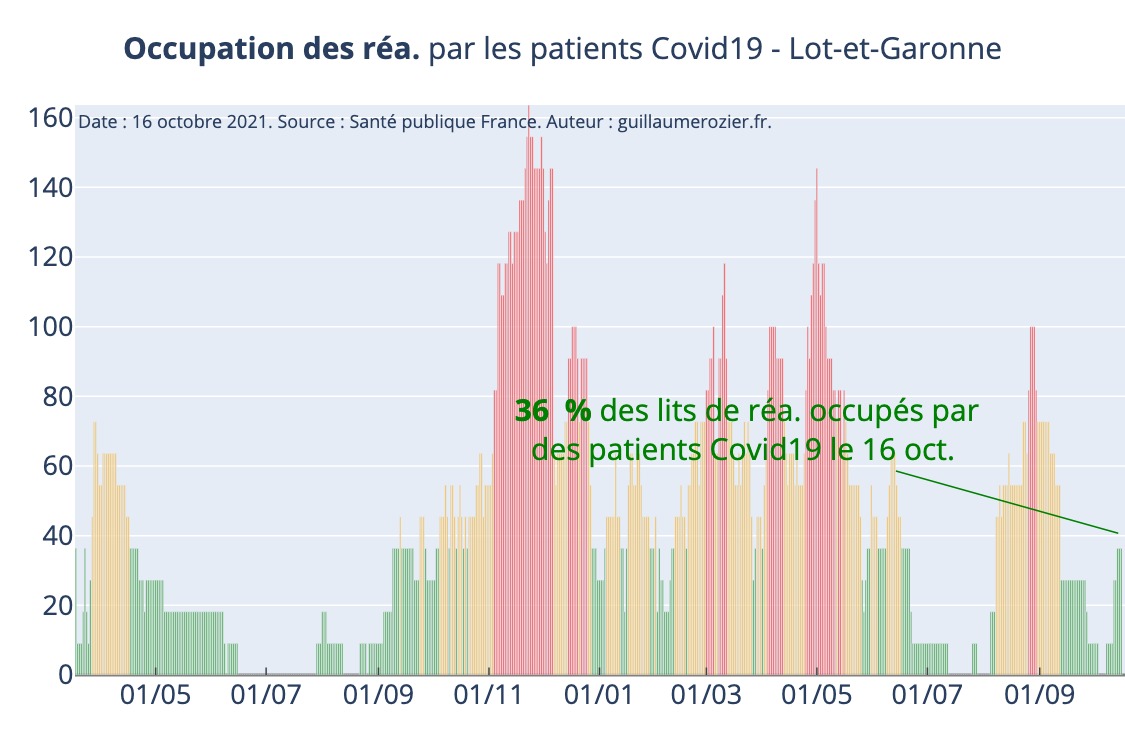 Occupation des réa. par les patients Covid19 - Lot-et-Garonne
160
Date : 16 octobre 2021. Source : Santé publique France. Auteur : guillaumerozier.fr.
140
120
100
80
36 % des lits de réa. occupés par
des patients Covid19 le 16 oct.
60
40
20
0
01/05 01/07 01/09 01/11 01/01 01/03 01/05 01/07 01/09